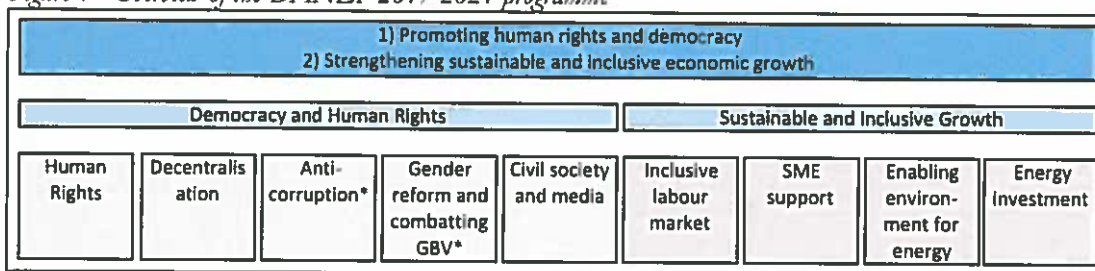 programme
1) Promoting human rights and democracy
2) Strengthening sustainable and inclusive economic growth
Democracy and Human Rights
Sustainable and Inclusive Growth
Human
Rights
Decentralis
ation
Anti-
corruption*
Gender
reform and
combatting
GBV*
Civil society
and media
Inclusive
labour
market
SME
support
Enabling
environ-
ment for
energy
Energy
investment